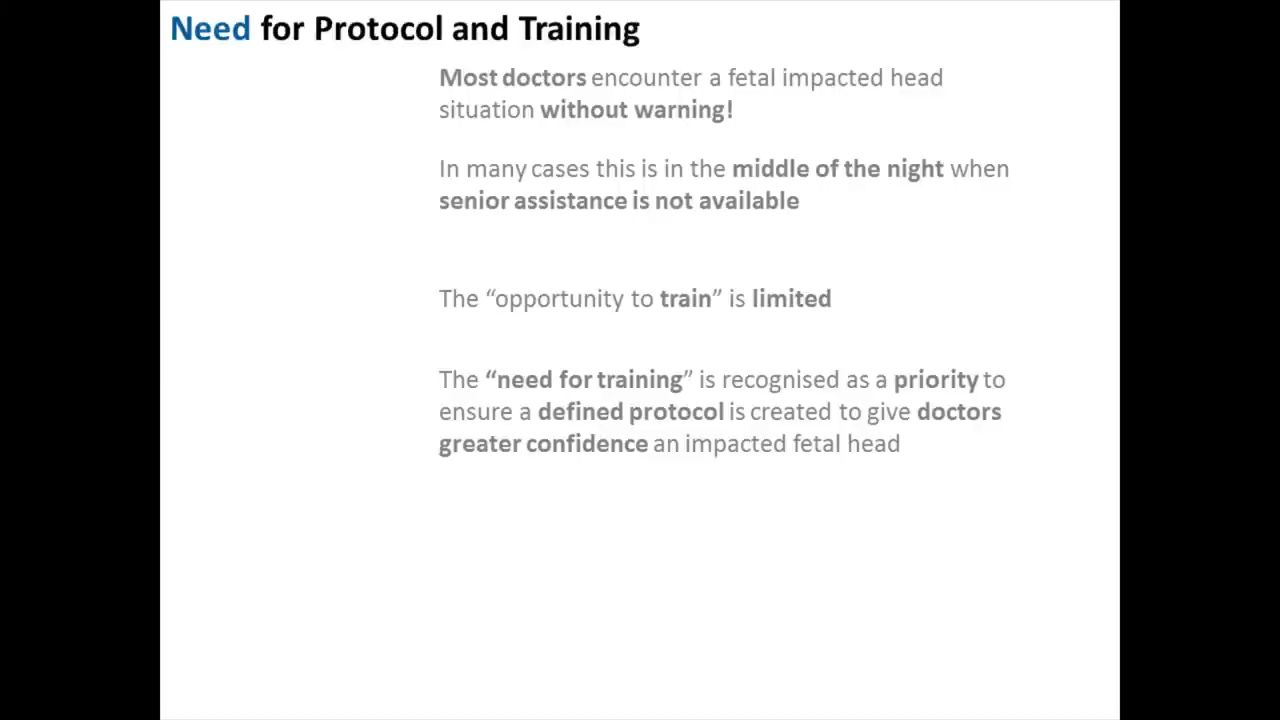 Need for Protocol and Training
Most doctors encounter a fetal impacted head
situation without warning!
In many cases this is in the middle of the night when
senior assistance is not available
The “opportunity to train” is limited
The “need for training” is recognised as a priority to
ensure a defined protocol is created to give doctors
greater confidence an impacted fetal head